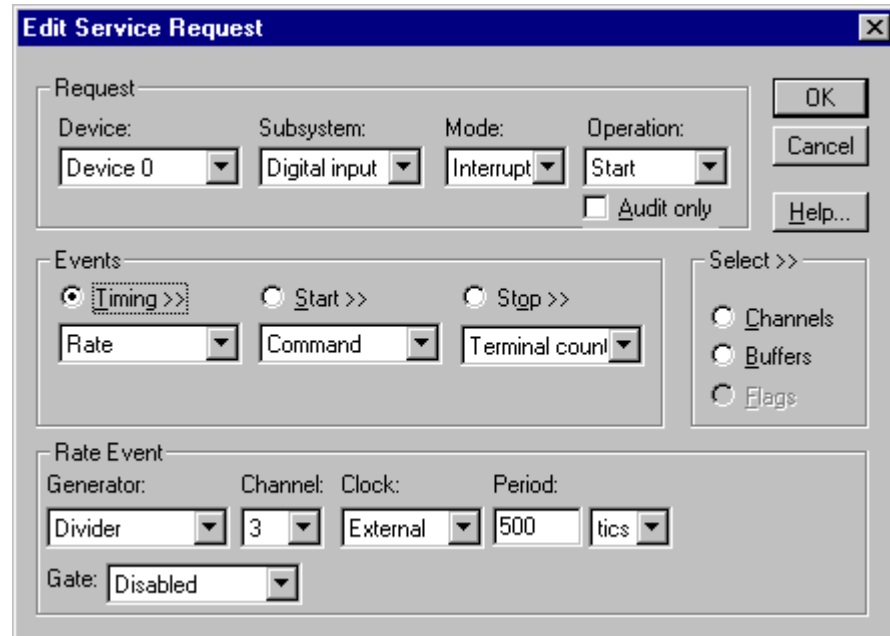 Edit Service Request
Request
Device: Subsystem: Mode: Operation:
Device 0 Digital input Interrupt Start
Audit only
OK
Cancel
Help...
Events
Timing >> Start >> Stop >>
Rate Command Terminal count
Select >>
Channels
Buffers
Flags
Rate Event
Generator: Channel: Clock: Period:
Divider 3 External 500 tics
Gate: Disabled